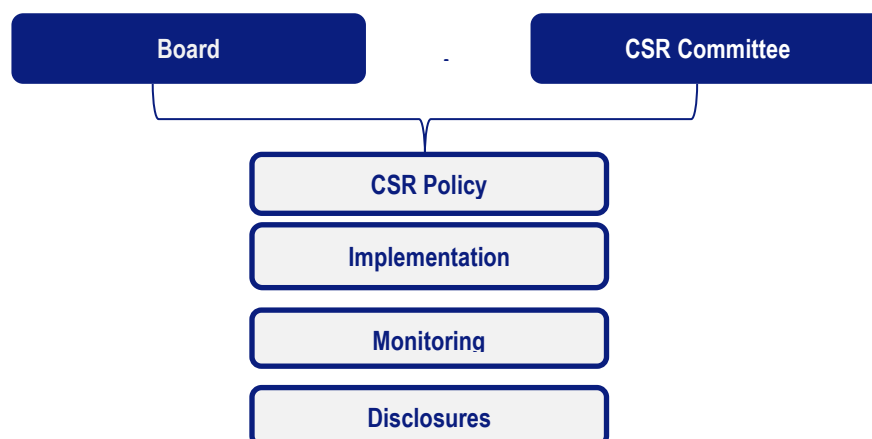 Board
-
CSR Committee
CSR Policy
Implementation
Monitoring
Disclosures